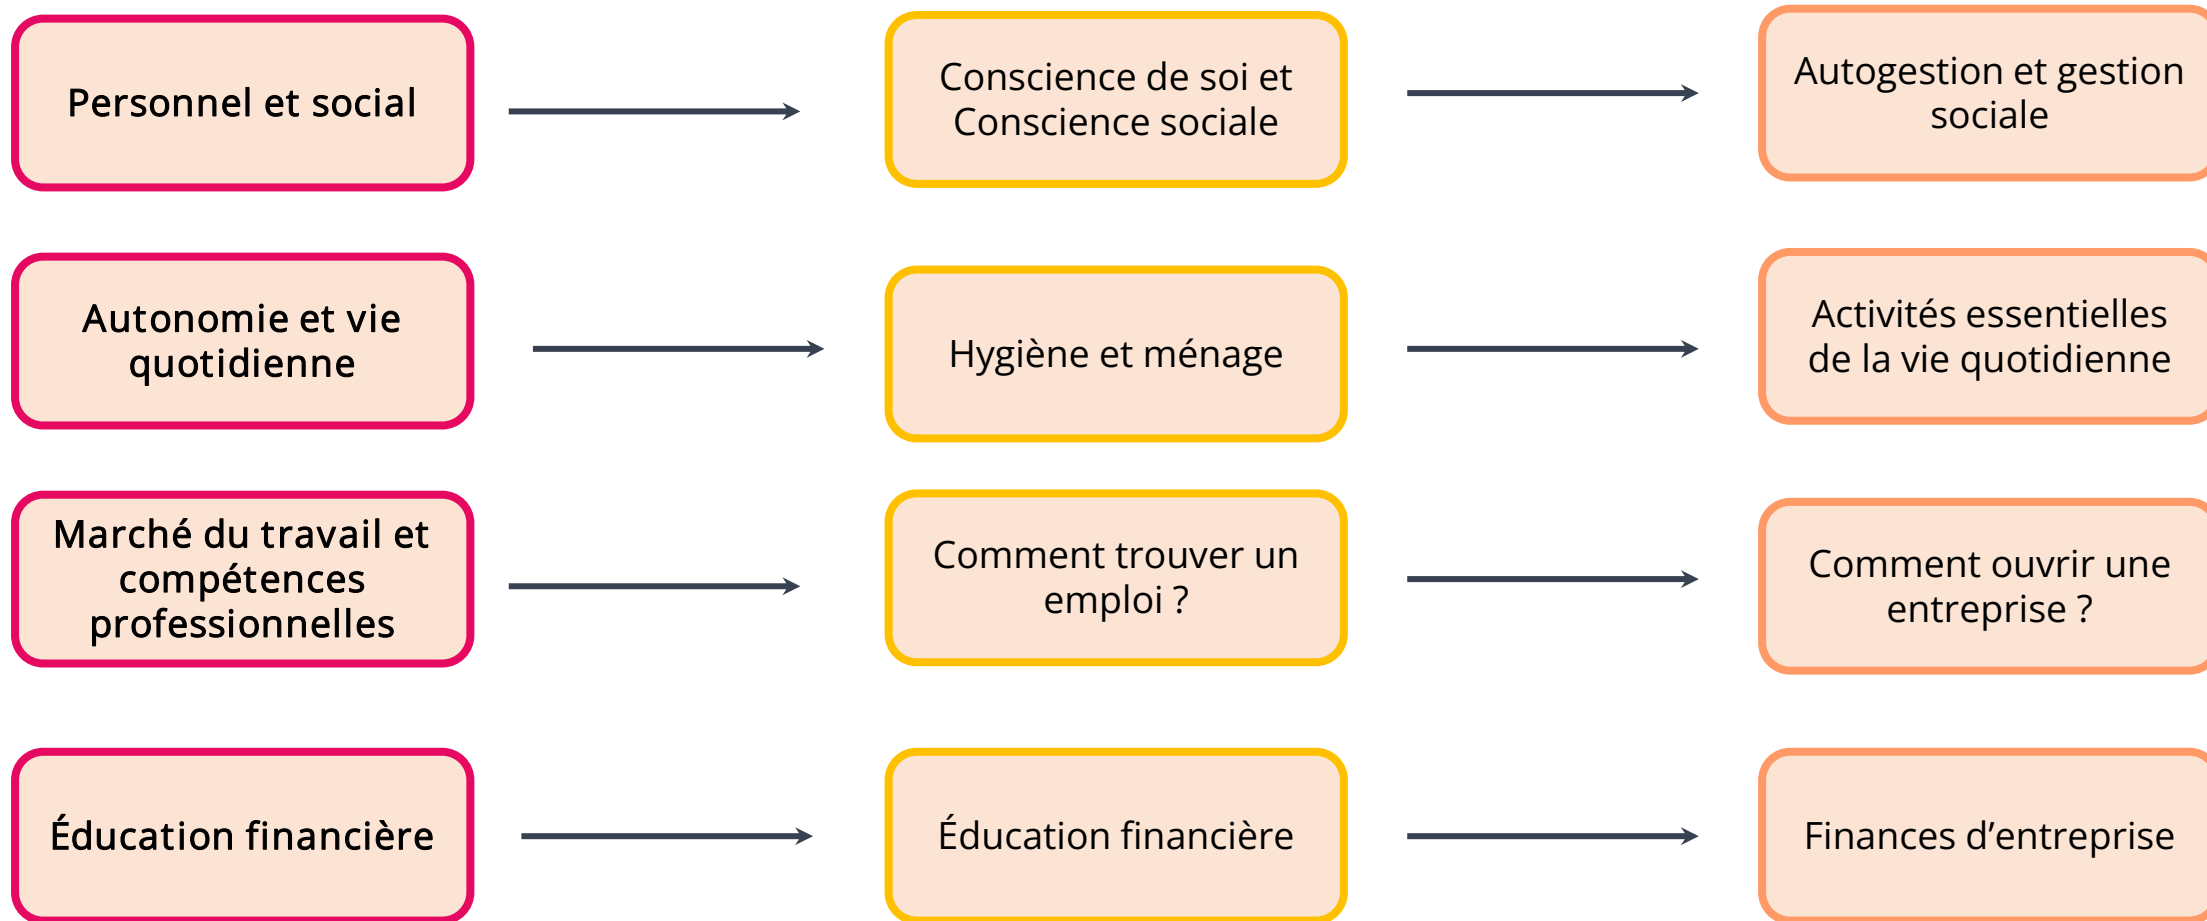 Personnel et social
Conscience de soi et
Conscience sociale
Autogestion et gestion
sociale
Autonomie et vie
quotidienne
Hygiène et ménage
Activités essentielles
de la vie quotidienne
Marché du travail et
compétences
professionnelles
Comment trouver un
emploi ?
Comment ouvrir une
entreprise ?
Éducation financière
Éducation financière
Finances d’entreprise